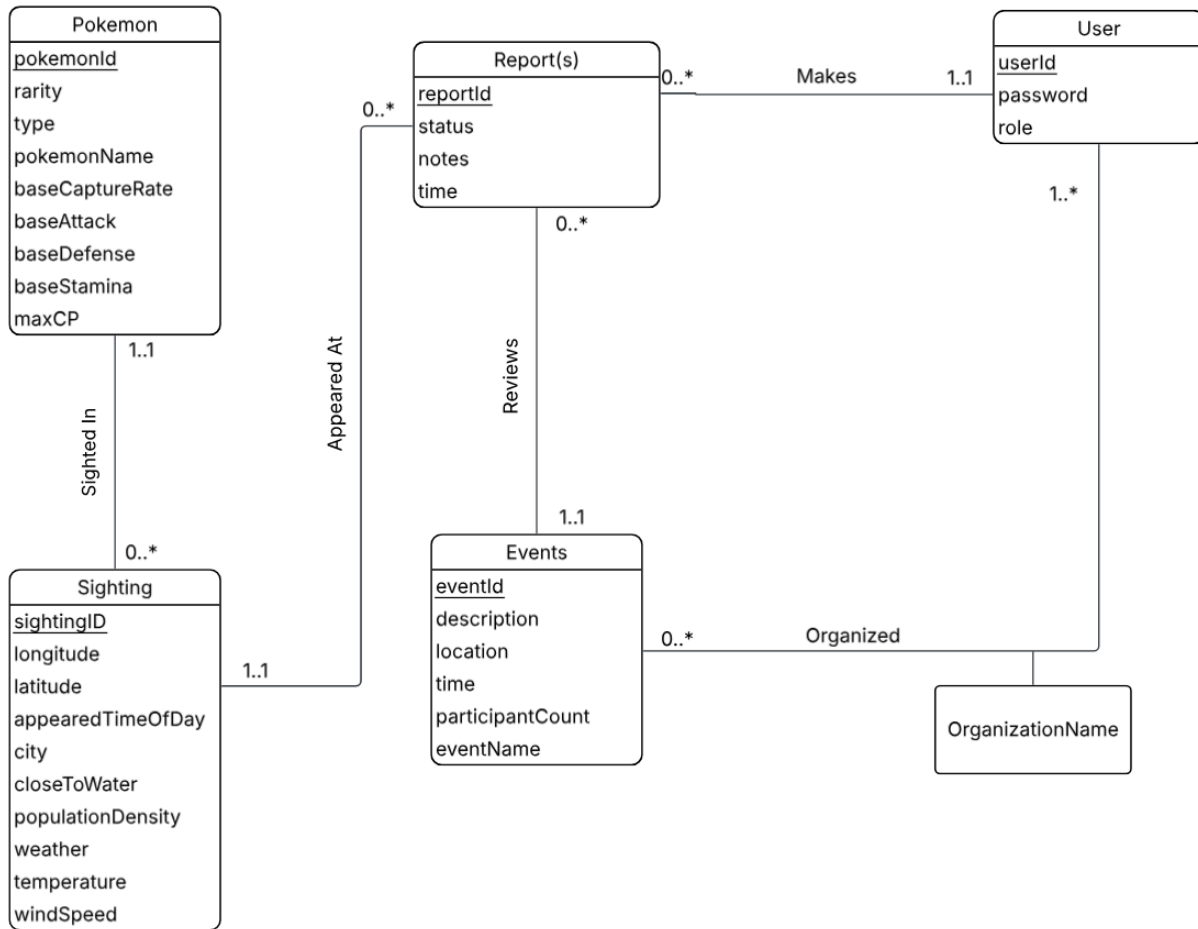 Pokemon
pokemonId
rarity
type
pokemonName
baseCaptureRate
baseAttack
baseDefense
baseStamina
maxCP
1..1
Sighted In
0..*
Sighting
sightingID
longitude
latitude
appearedTimeOfDay
city
closeToWater
populationDensity
weather
temperature
windSpeed
1..1
Appeared At
0..*
Report(s)
reportId
status
notes
time
0..*
Makes
1..1
User
userId
password
role
1..*
0..*
Reviews
1..1
Events
eventId
description
location
time
participantCount
eventName
0..*
Organized
OrganizationName